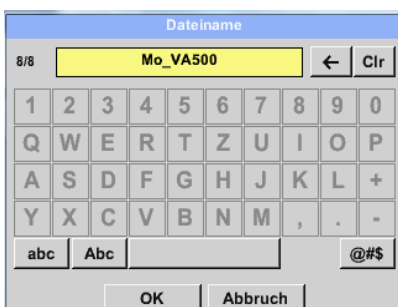 Dateiname
8/8 Mo_VA500 ← Clr
1 2 3 4 5 6 7 8 9 0
Q W E R T Z U I O P
A S D F G H J K L +
Y X C V B N M , . -
abc Abc @#$
OK Abbruch